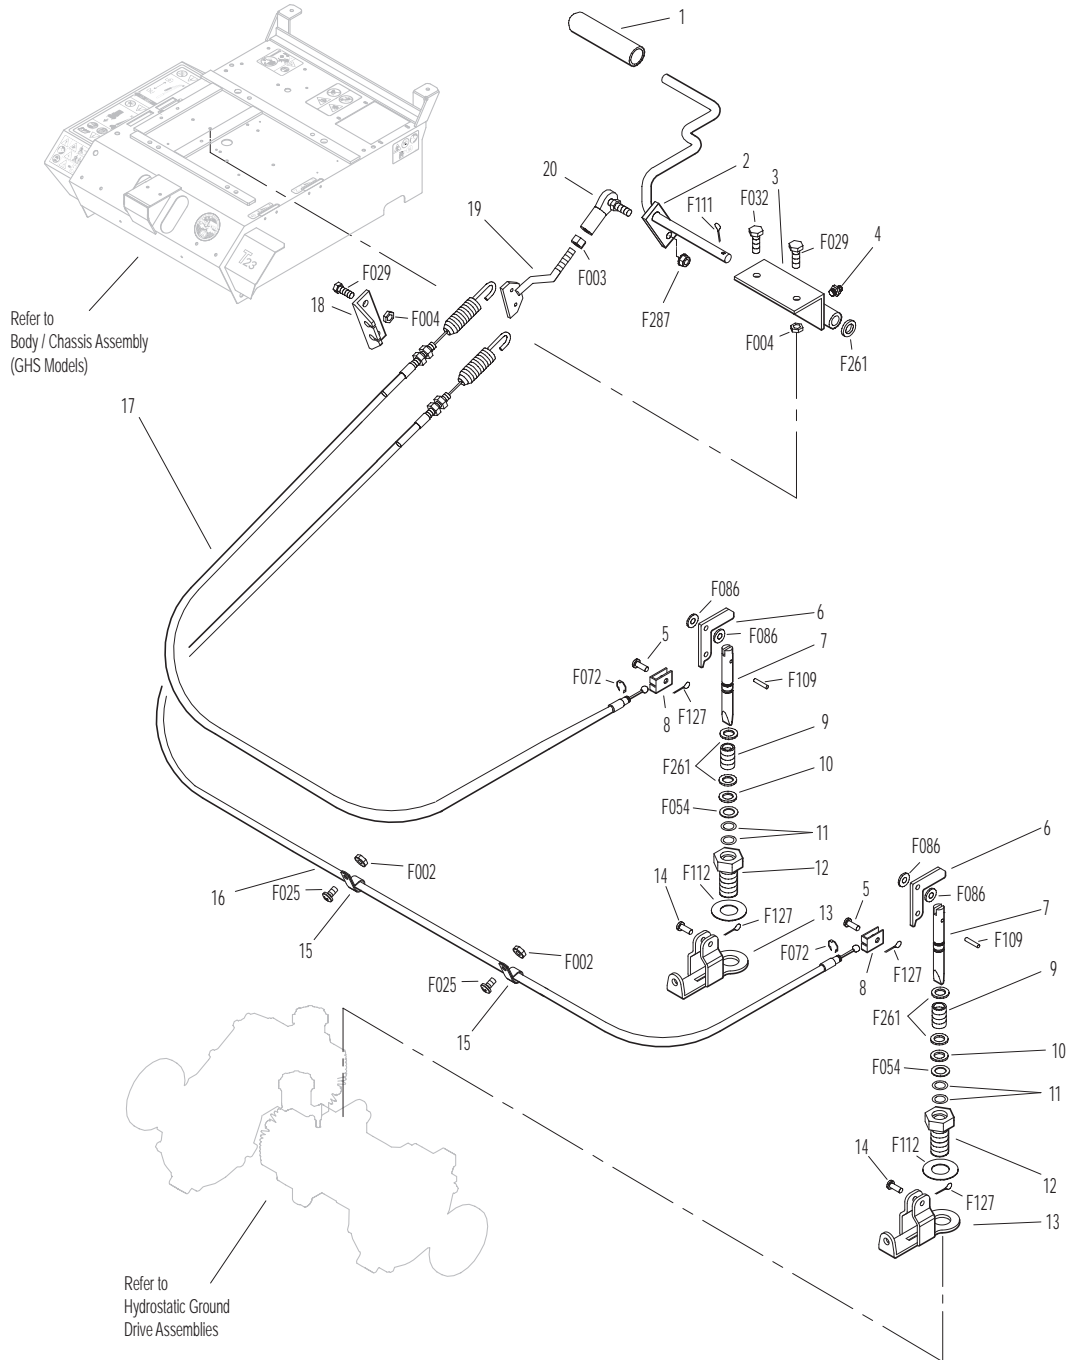 1
20
2
3
F032
19
F111
F029
4
F003
F029
F287
18
F004
F004
F261
T23
Refer to
Body / Chassis Assembly
(GHS Models)
17
F086
6
5
F086
7
F072
F109
8
F127
9
F261
10
F054
11
6
F086
F002
12
16
F025
14
F112
5
F086
7
F127
13
15
F072
F109
F002
F127
8
9
F025
F261
15
10
F054
11
F112
14
12
F127
13
Refer to
Hydrostatic Ground
Drive Assemblies